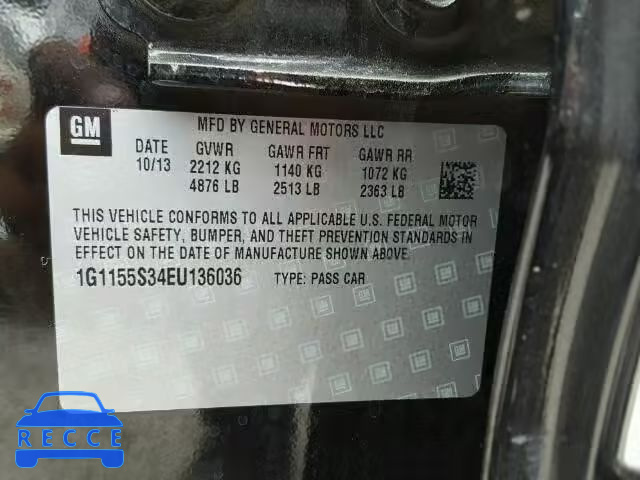 GM
MFD BY GENERAL MOTORS LLC
DATE GVWR GAWR FRT GAWR RR
10/13 2212 KG 1140 KG 1072 KG
4876 LB 2513 LB 2363 LB
THIS VEHICLE CONFORMS TO ALL APPLICABLE U.S. FEDERAL MOTOR
VEHICLE SAFETY, BUMPER, AND THEFT PREVENTION STANDARDS IN
EFFECT ON THE DATE OF MANUFACTURE SHOWN ABOVE.
1G1155S34EU136036 TYPE: PASS CAR
RECCE